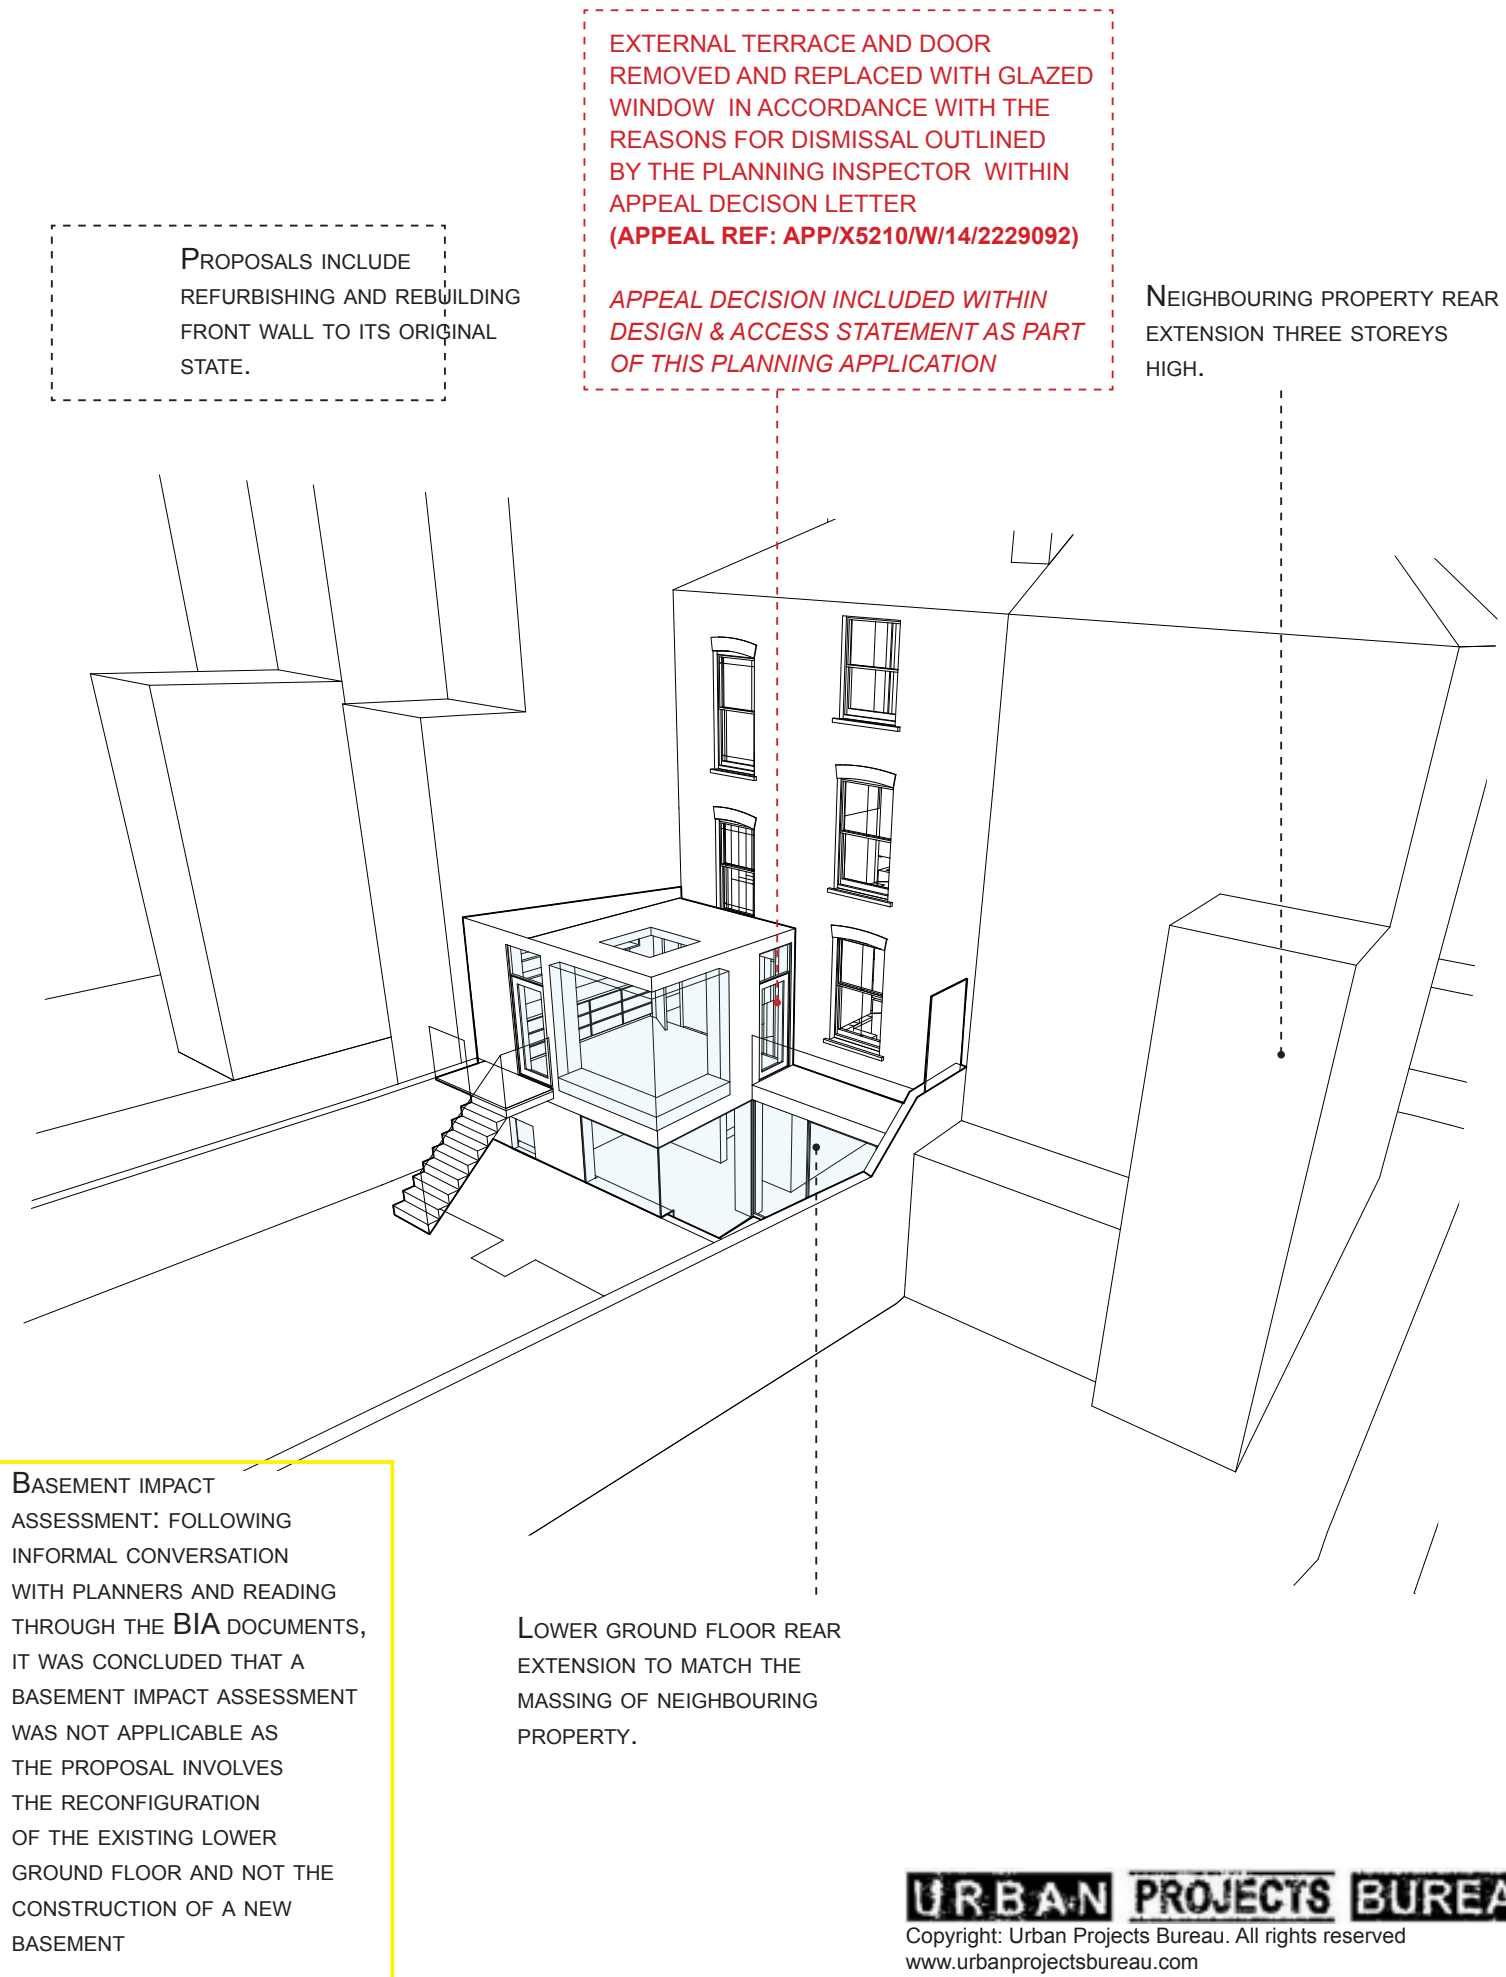 EXTERNAL TERRACE AND DOOR
REMOVED AND REPLACED WITH GLAZED
WINDOW IN ACCORDANCE WITH THE
REASONS FOR DISMISSAL OUTLINED
BY THE PLANNING INSPECTOR WITHIN
APPEAL DECISON LETTER
(APPEAL REF: APP/X5210/W/14/2229092)
APPEAL DECISION INCLUDED WITHIN
DESIGN & ACCESS STATEMENT AS PART
OF THIS PLANNING APPLICATION
PROPOSALS INCLUDE
REFURBISHING AND REBUILDING
FRONT WALL TO ITS ORIGINAL
STATE.
NEIGHBOURING PROPERTY REAR
EXTENSION THREE STOREYS
HIGH.
BASEMENT IMPACT
ASSESSMENT: FOLLOWING
INFORMAL CONVERSATION
WITH PLANNERS AND READING
THROUGH THE BIA DOCUMENTS,
IT WAS CONCLUDED THAT A
BASEMENT IMPACT ASSESSMENT
WAS NOT APPLICABLE AS
THE PROPOSAL INVOLVES
THE RECONFIGURATION
OF THE EXISTING LOWER
GROUND FLOOR AND NOT THE
CONSTRUCTION OF A NEW
BASEMENT
LOWER GROUND FLOOR REAR
EXTENSION TO MATCH THE
MASSING OF NEIGHBOURING
PROPERTY.
URBAN PROJECTS BUREA
Copyright: Urban Projects Bureau. All rights reserved
www.urbanprojectsbureau.com